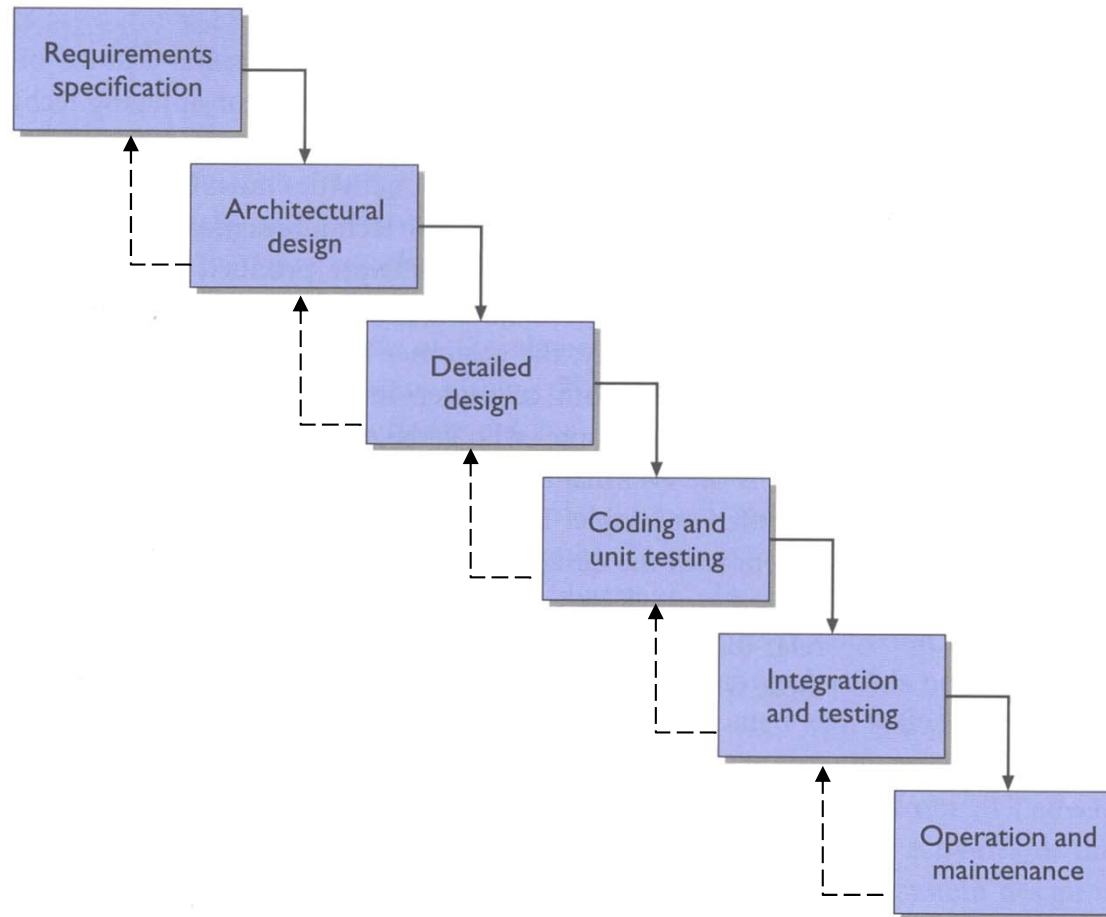 Requirements
specification
Architectural
design
Detailed
design
Coding and
unit testing
Integration
and testing
Operation and
maintenance